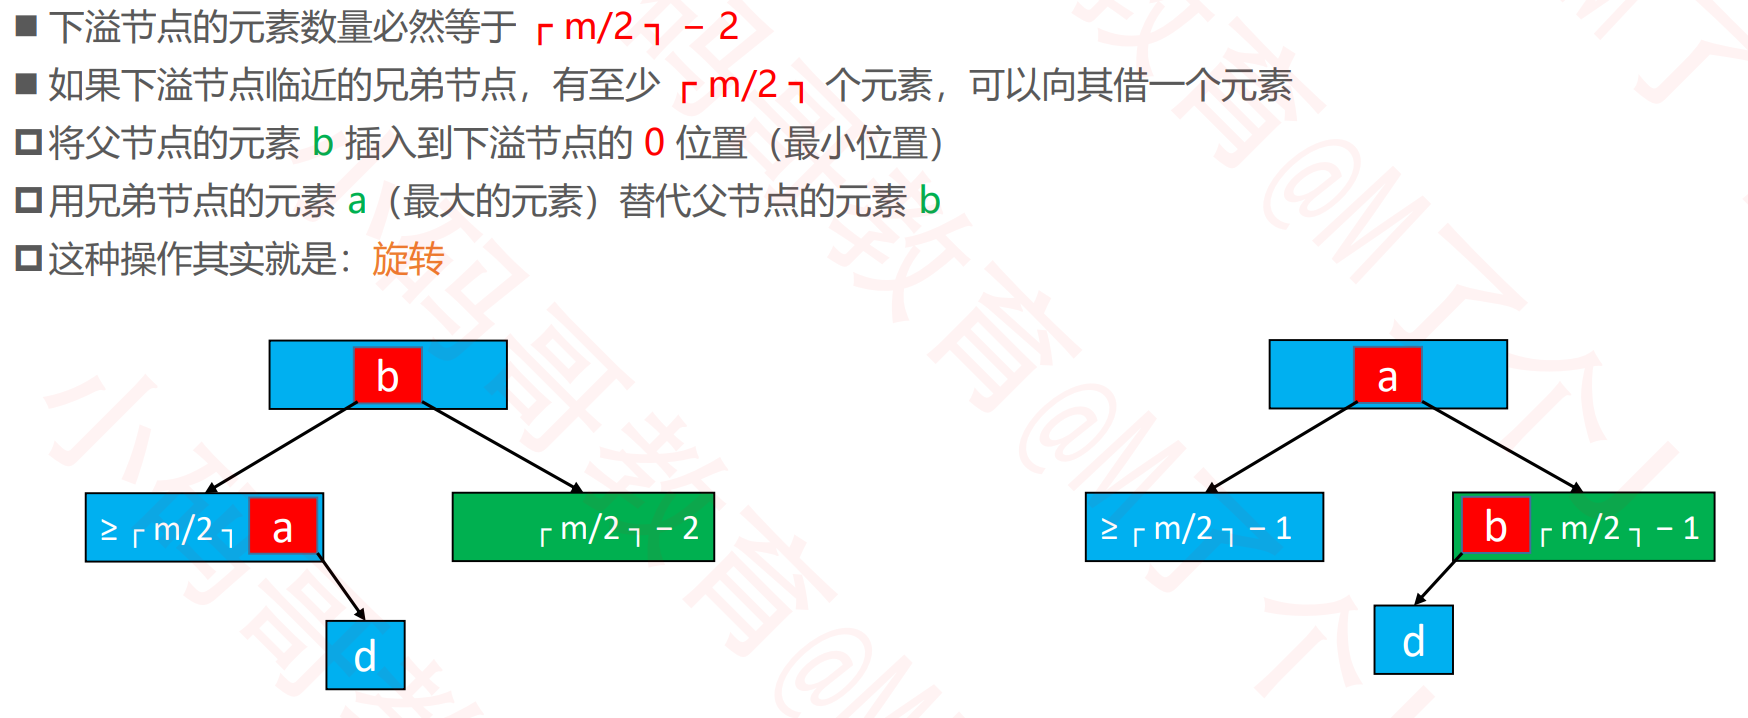 ■ 下溢节点的元素数量必然等于 ┌ m/2 ┐ − 2
■ 如果下溢节点临近的兄弟节点，有至少 ┌ m/2 ┐ 个元素，可以向其借一个元素
将父节点的元素 b 插入到下溢节点的 0 位置（最小位置）
用兄弟节点的元素 a（最大的元素）替代父节点的元素 b
这种操作其实就是：旋转
b
a
≥ ┌ m/2 ┐ a
┌ m/2 ┐ − 2
≥ ┌ m/2 ┐ − 1
b ┌ m/2 ┐ − 1
d
d
小码哥教育@M了个J
小码哥教育@M了个J
小码哥教育@M